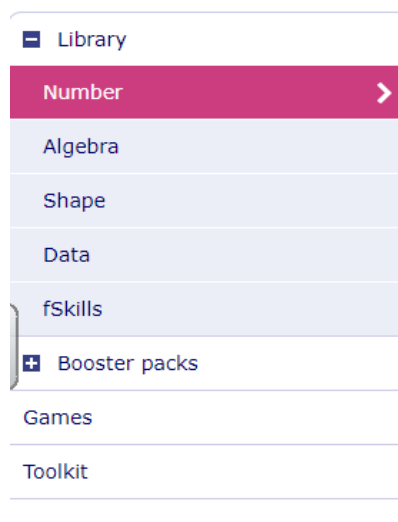 Library
Number
Algebra
Shape
Data
fSkills
Booster packs
Games
Toolkit